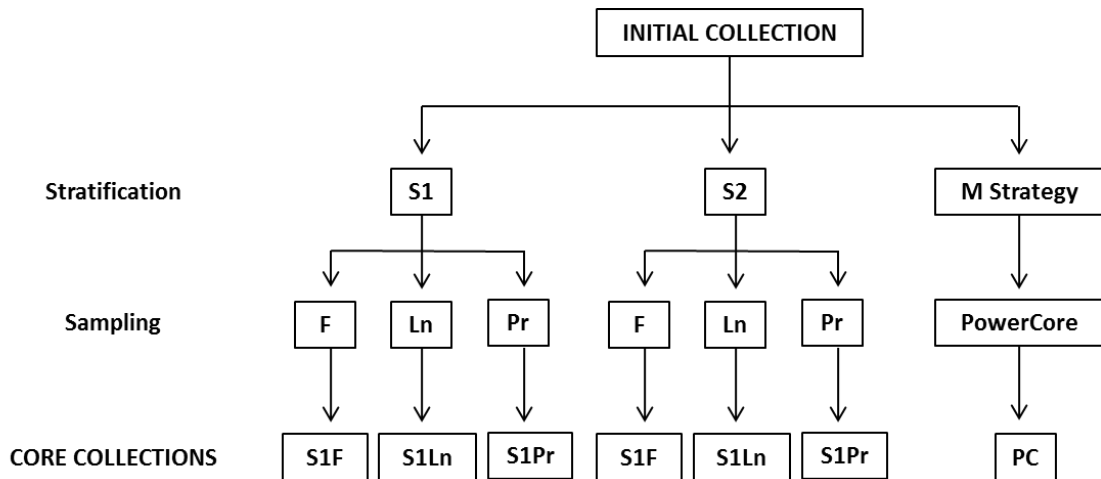 INITIAL COLLECTION
Stratification
S1
S2
M Strategy
Sampling
F
Ln
Pr
F
Ln
Pr
PowerCore
CORE COLLECTIONS
S1F
S1Ln
S1Pr
S1F
S1Ln
S1Pr
PC